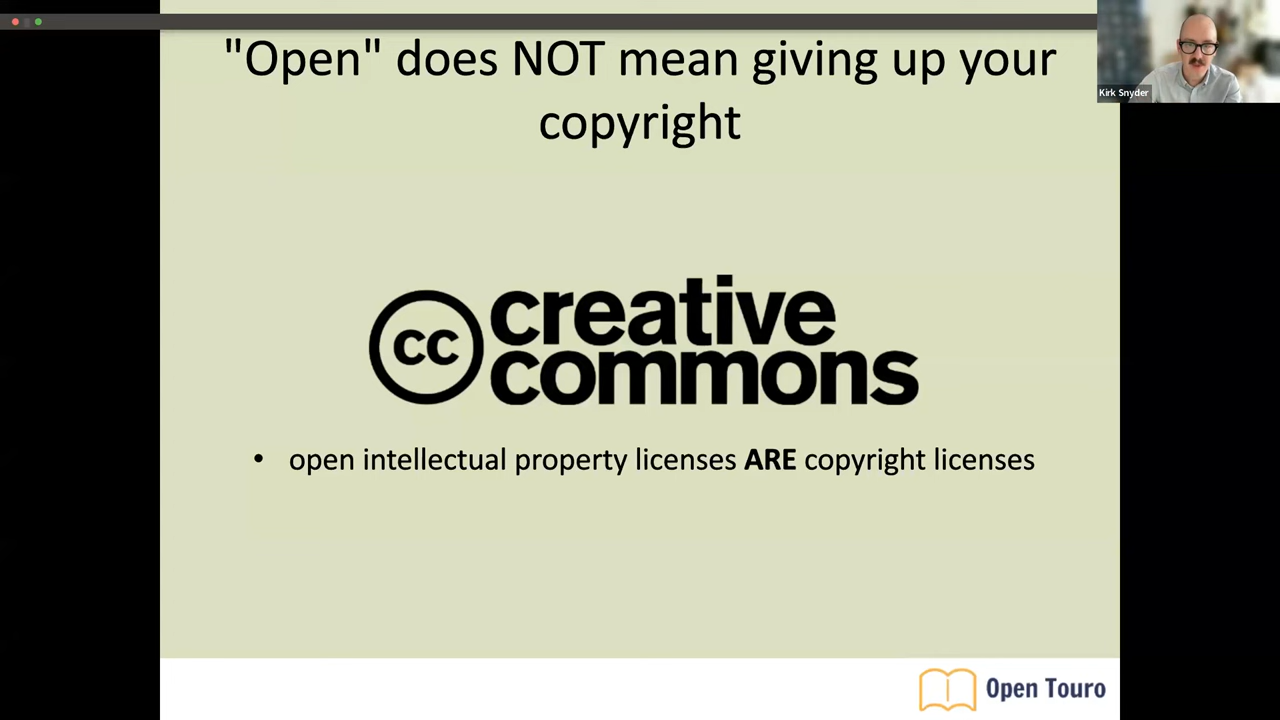 "Open" does NOT mean giving up your
copyright
Kirk Snyder
cc creative
commons
• open intellectual property licenses ARE copyright licenses
Open Touro